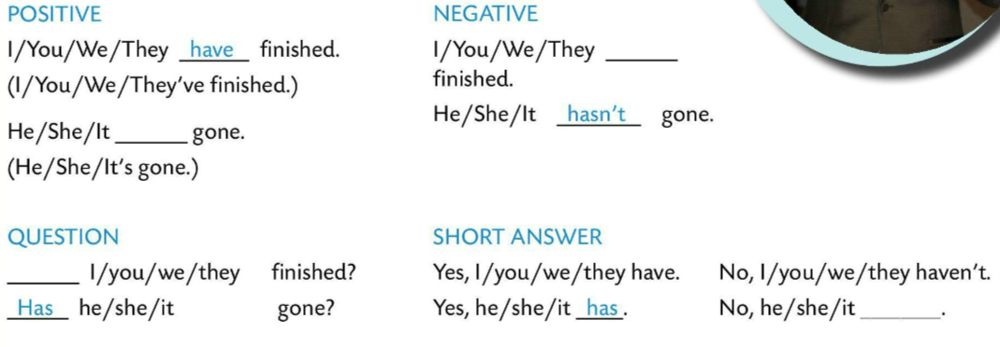 POSITIVE
I/You/We/They have finished.
(I/You/We/They've finished.)
He/She/It ______ gone.
(He/She/It's gone.)
NEGATIVE
I/You/We/They ______
finished.
He/She/It hasn't gone.
QUESTION
______ I/you/we/they finished?
Has he/she/it gone?
SHORT ANSWER
Yes, I/you/we/they have. No, I/you/we/they haven't.
Yes, he/she/it has. No, he/she/it ______.